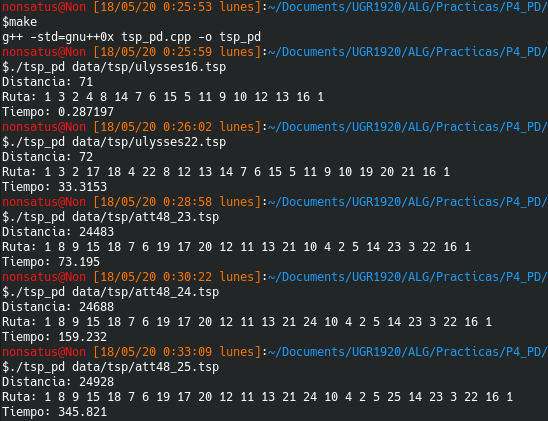 nonsatus@Non [18/05/20 0:25:53 lunes]:~/Documents/UGR1920/ALG/Practicas/P4_PD/
$make
g++ -std=gnu++0x tsp_pd.cpp -o tsp_pd
nonsatus@Non [18/05/20 0:25:59 lunes]:~/Documents/UGR1920/ALG/Practicas/P4_PD/
$./tsp_pd data/tsp/ulysses16.tsp
Distancia: 71
Ruta: 1 3 2 4 8 14 7 6 15 5 11 9 10 12 13 16 1
Tiempo: 0.287197
nonsatus@Non [18/05/20 0:26:02 lunes]:~/Documents/UGR1920/ALG/Practicas/P4_PD/
$./tsp_pd data/tsp/ulysses22.tsp
Distancia: 72
Ruta: 1 3 2 17 18 4 22 8 12 13 14 7 6 15 5 11 9 10 19 20 21 16 1
Tiempo: 33.3153
nonsatus@Non [18/05/20 0:28:58 lunes]:~/Documents/UGR1920/ALG/Practicas/P4_PD/
$./tsp_pd data/tsp/att48_23.tsp
Distancia: 24483
Ruta: 1 8 9 15 18 7 6 19 17 20 12 11 13 21 10 4 2 5 14 23 3 22 16 1
Tiempo: 73.195
nonsatus@Non [18/05/20 0:30:22 lunes]:~/Documents/UGR1920/ALG/Practicas/P4_PD/
$./tsp_pd data/tsp/att48_24.tsp
Distancia: 24688
Ruta: 1 8 9 15 18 7 6 19 17 20 12 11 13 21 24 10 4 2 5 14 23 3 22 16 1
Tiempo: 159.232
nonsatus@Non [18/05/20 0:33:09 lunes]:~/Documents/UGR1920/ALG/Practicas/P4_PD/
$./tsp_pd data/tsp/att48_25.tsp
Distancia: 24928
Ruta: 1 8 9 15 18 7 6 19 17 20 12 11 13 21 24 10 4 2 5 25 14 23 3 22 16 1
Tiempo: 345.821